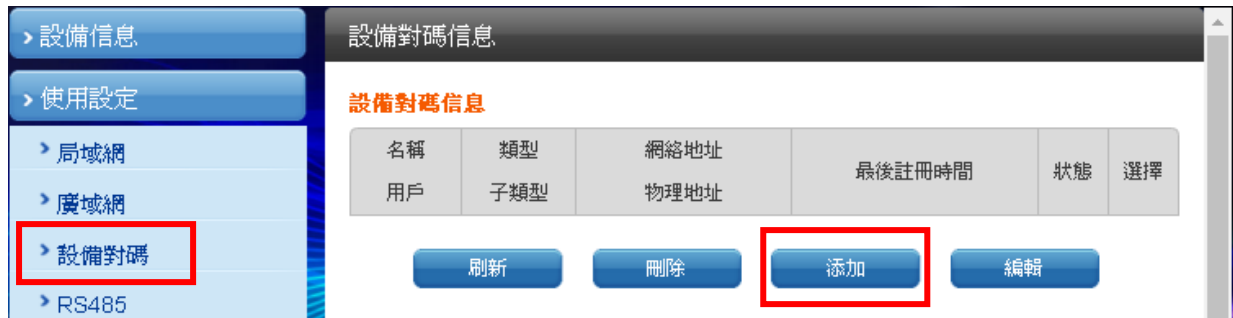 設備信息
使用設定
局域網
廣域網
設備對碼
RS485
設備對碼信息
設備對碼信息
名稱 類型 網絡地址 最後註冊時間 狀態 選擇
用戶 子類型 物理地址
刷新 刪除 添加 編輯